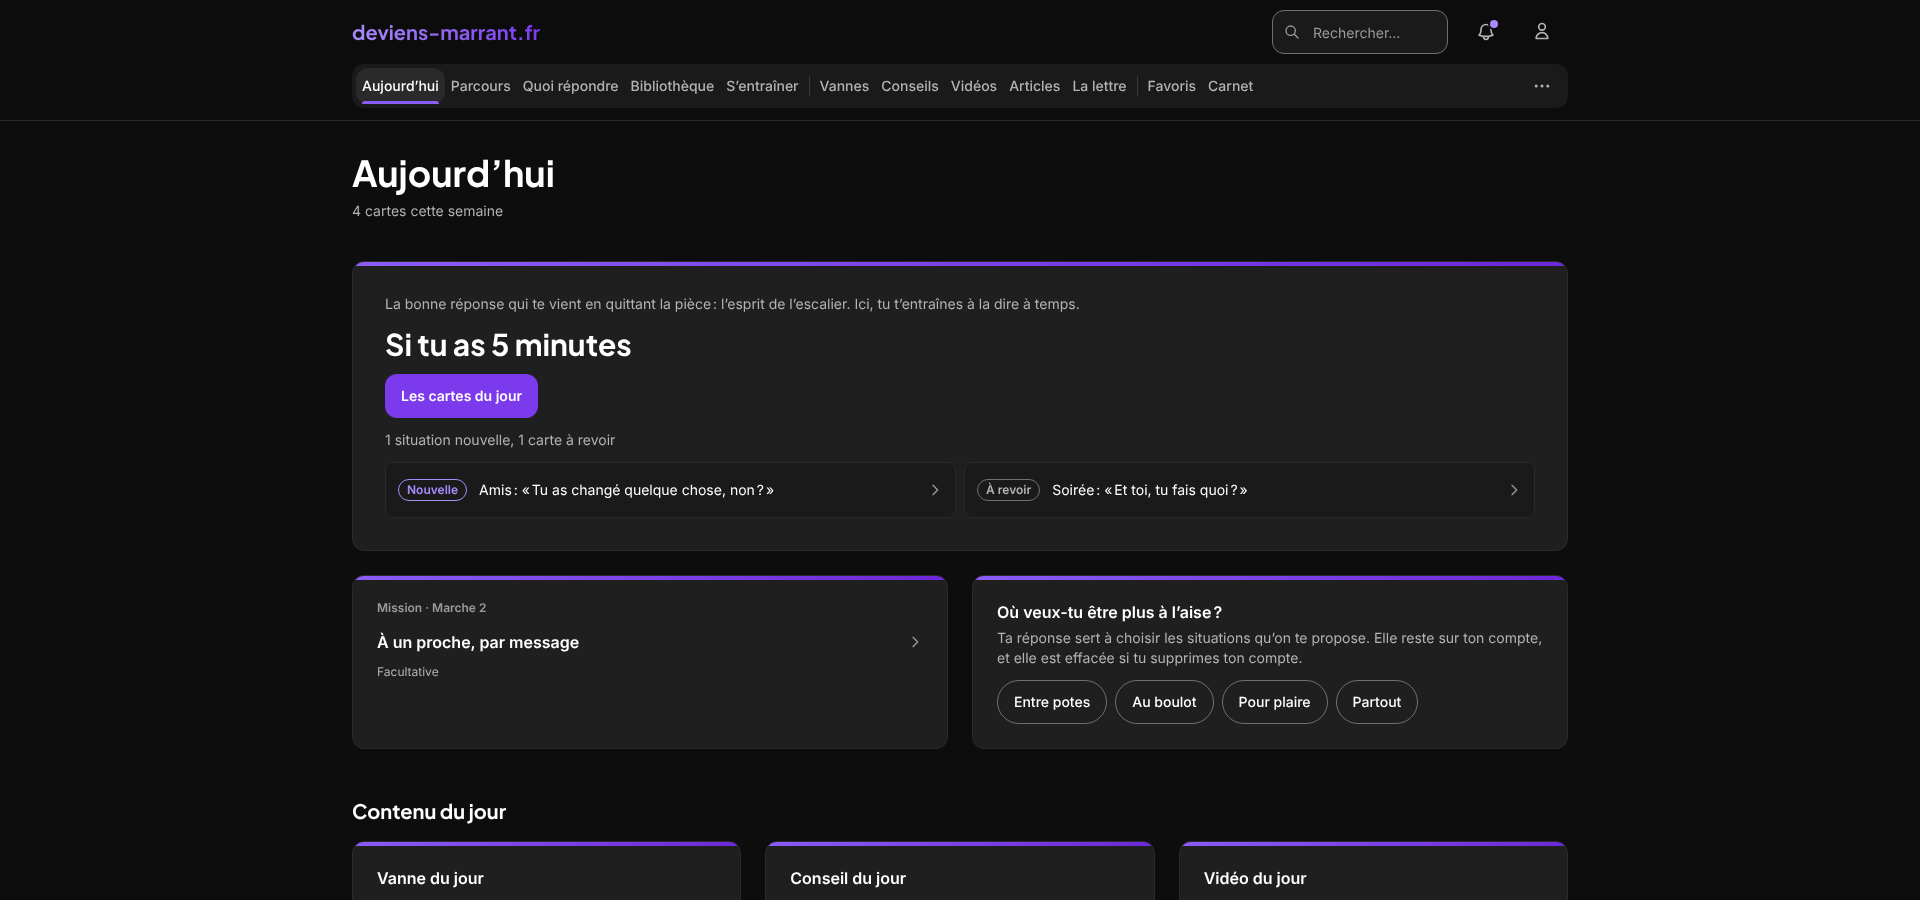 deviens-marrant.fr
Rechercher...
Aujourd’hui Parcours Quoi répondre Bibliothèque S’entraîner Vannes Conseils Vidéos Articles La lettre Favoris Carnet
Aujourd’hui
4 cartes cette semaine
La bonne réponse qui te vient en quittant la pièce : l’esprit de l’escalier. Ici, tu t’entraînes à la dire à temps.
Si tu as 5 minutes
Les cartes du jour
1 situation nouvelle, 1 carte à revoir
Nouvelle Amis : « Tu as changé quelque chose, non ? »
À revoir Soirée : « Et toi, tu fais quoi ? »
Mission · Marche 2
À un proche, par message
Facultative
Où veux-tu être plus à l’aise ?
Ta réponse sert à choisir les situations qu’on te propose. Elle reste sur ton compte,
et elle est effacée si tu supprimes ton compte.
Entre potes Au boulot Pour plaire Partout
Contenu du jour
Vanne du jour
Conseil du jour
Vidéo du jour